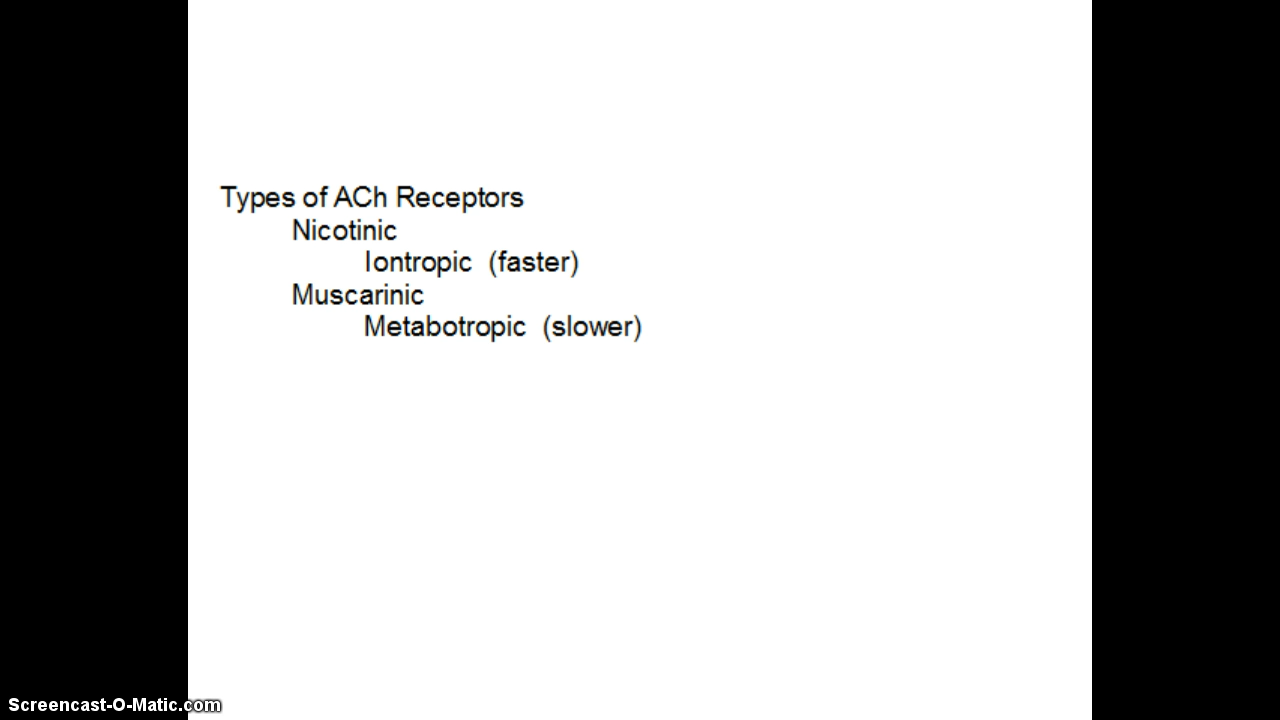 Types of ACh Receptors
Nicotinic
Iontropic (faster)
Muscarinic
Metabotropic (slower)
Screencast-O-Matic.com